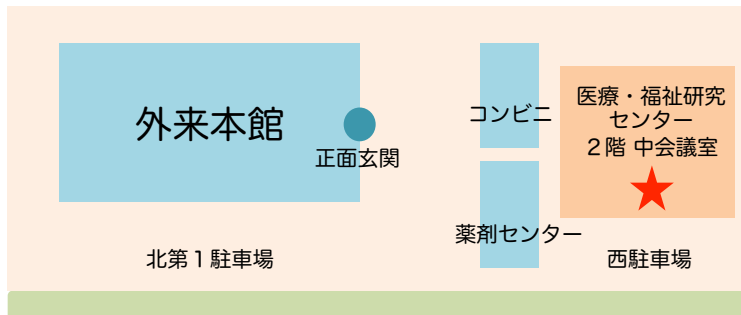 外来本館
正面玄関
コンビニ
医療・福祉研究
センター
２階 中会議室
薬剤センター
北第１駐車場
西駐車場